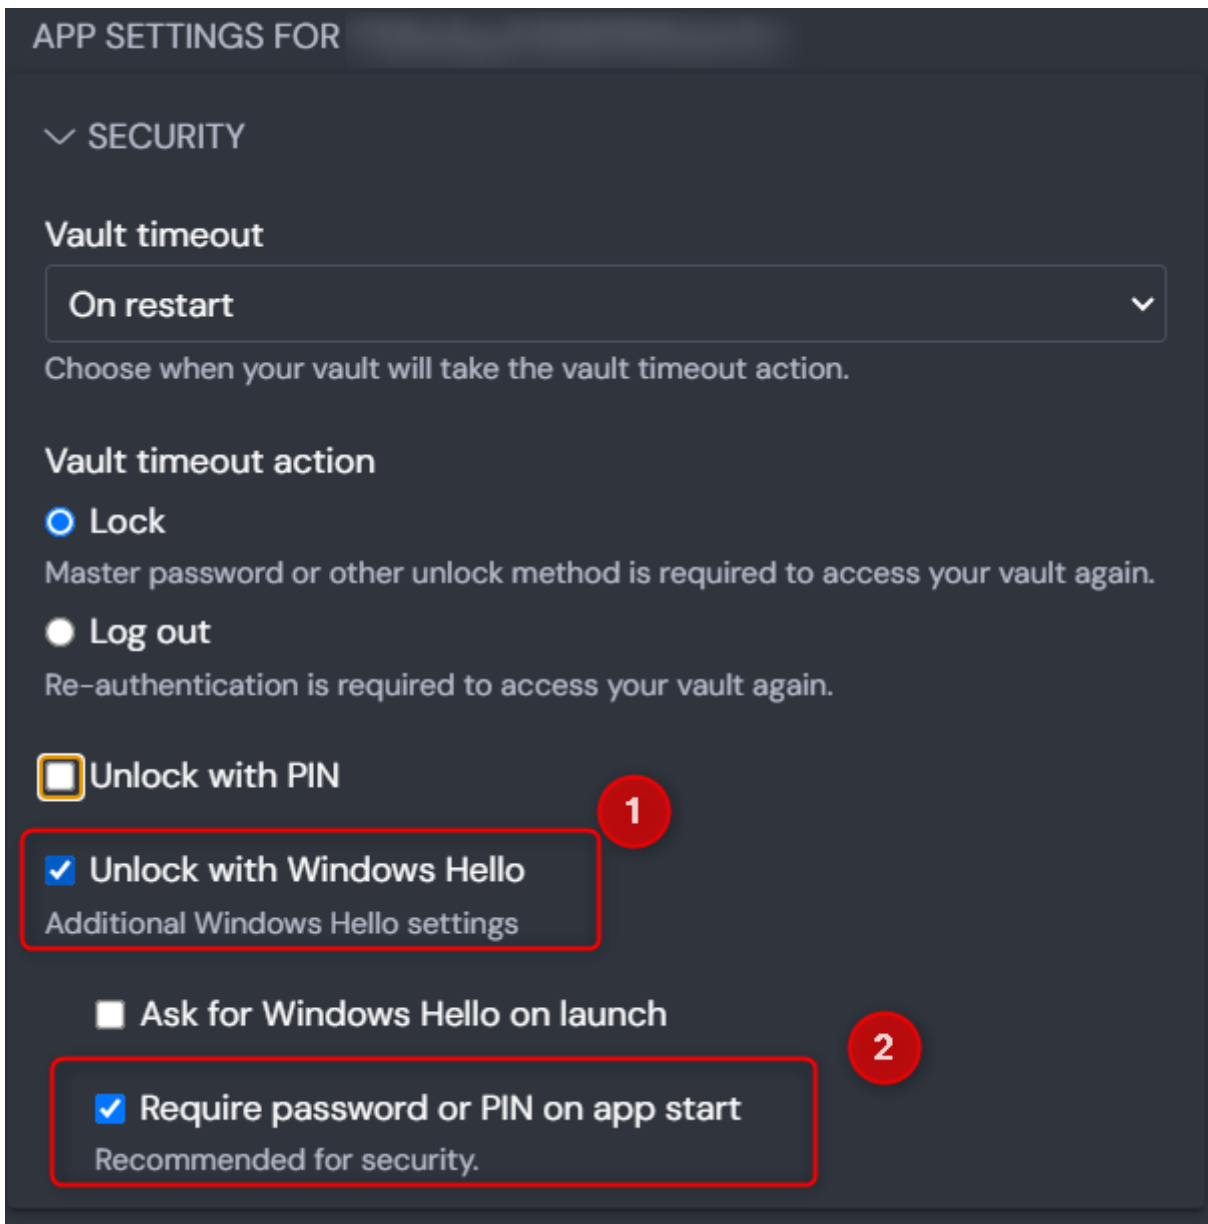 APP SETTINGS FOR
SECURITY
Vault timeout
On restart
Choose when your vault will take the vault timeout action.
Vault timeout action
Lock
Master password or other unlock method is required to access your vault again.
Log out
Re-authentication is required to access your vault again.
Unlock with PIN
1
Unlock with Windows Hello
Additional Windows Hello settings
Ask for Windows Hello on launch
2
Require password or PIN on app start
Recommended for security.